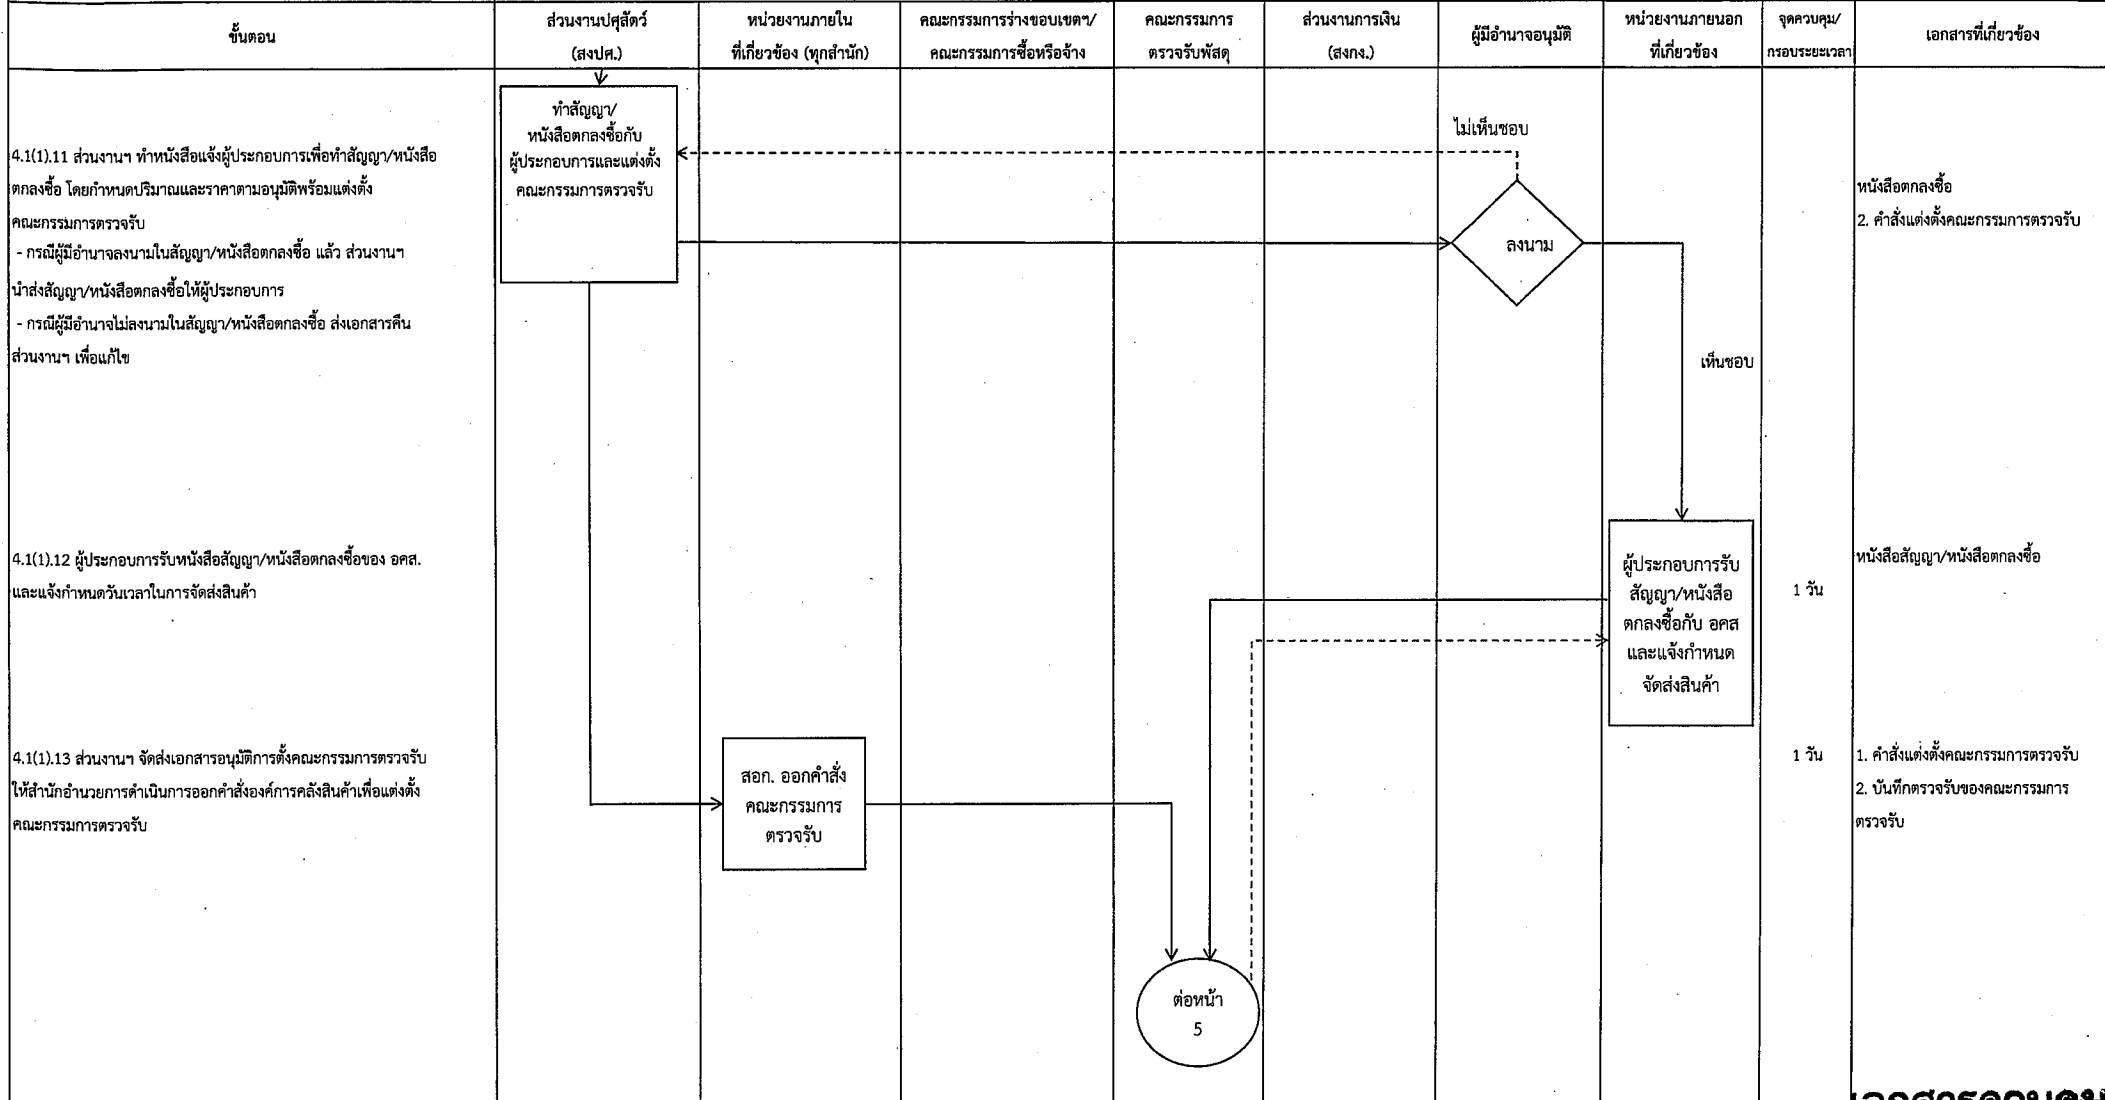 ขั้นตอน
ส่วนงานปศุสัตว์
(สงปศ.)
หน่วยงานภายใน
ที่เกี่ยวข้อง (ทุกสำนัก)
คณะกรรมการร่างขอบเขตฯ/
คณะกรรมการซื้อหรือจ้าง
คณะกรรมการ
ตรวจรับพัสดุ
ส่วนงานการเงิน
(สงกง.)
ผู้มีอำนาจอนุมัติ
หน่วยงานภายนอก
ที่เกี่ยวข้อง
จุดควบคุม/
กรอบระยะเวลา
เอกสารที่เกี่ยวข้อง
4.1(1).11 ส่วนงานฯ ทำหนังสือแจ้งผู้ประกอบการเพื่อทำสัญญา/หนังสือ
ตกลงซื้อ โดยกำหนดปริมาณและราคาตามอนุมัติพร้อมแต่งตั้ง
คณะกรรมการตรวจรับ
- กรณีผู้มีอำนาจลงนามในสัญญา/หนังสือตกลงซื้อ แล้ว ส่วนงานฯ
นำส่งสัญญา/หนังสือตกลงซื้อให้ผู้ประกอบการ
- กรณีผู้มีอำนาจไม่ลงนามในสัญญา/หนังสือตกลงซื้อ ส่งเอกสารคืน
ส่วนงานฯ เพื่อแก้ไข
ทำสัญญา/
หนังสือตกลงซื้อกับ
ผู้ประกอบการและแต่งตั้ง
คณะกรรมการตรวจรับ
ไม่เห็นชอบ
ลงนาม
เห็นชอบ
หนังสือตกลงซื้อ
2. คำสั่งแต่งตั้งคณะกรรมการตรวจรับ
4.1(1).12 ผู้ประกอบการรับหนังสือสัญญา/หนังสือตกลงซื้อของ อคส.
และแจ้งกำหนดวันเวลาในการจัดส่งสินค้า
ผู้ประกอบการรับ
สัญญา/หนังสือ
ตกลงซื้อกับ อคส
และแจ้งกำหนด
จัดส่งสินค้า
1 วัน
หนังสือสัญญา/หนังสือตกลงซื้อ
4.1(1).13 ส่วนงานฯ จัดส่งเอกสารอนุมัติการตั้งคณะกรรมการตรวจรับ
ให้สำนักอำนวยการดำเนินการออกคำสั่งองค์การคลังสินค้าเพื่อแต่งตั้ง
คณะกรรมการตรวจรับ
สอก. ออกคำสั่ง
คณะกรรมการ
ตรวจรับ
1 วัน
1. คำสั่งแต่งตั้งคณะกรรมการตรวจรับ
2. บันทึกตรวจรับของคณะกรรมการ
ตรวจรับ
ต่อหน้า
5